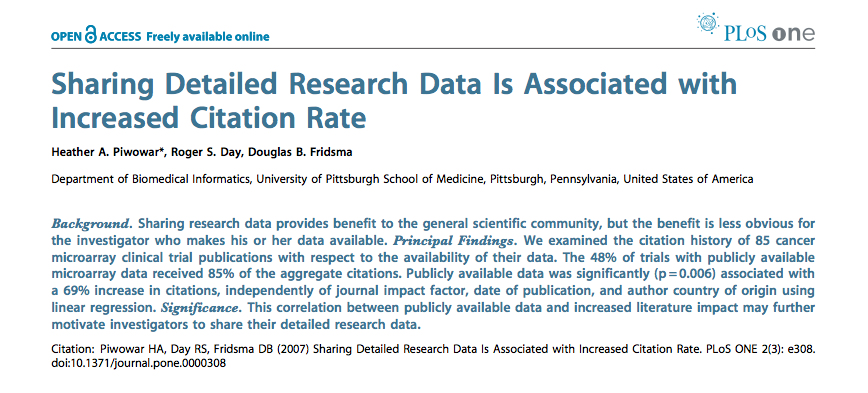 OPEN ACCESS Freely available online
PLoS one
Sharing Detailed Research Data Is Associated with
Increased Citation Rate
Heather A. Piwowar*, Roger S. Day, Douglas B. Fridsma
Department of Biomedical Informatics, University of Pittsburgh School of Medicine, Pittsburgh, Pennsylvania, United States of America
Background. Sharing research data provides benefit to the general scientific community, but the benefit is less obvious for
the investigator who makes his or her data available. Principal Findings. We examined the citation history of 85 cancer
microarray clinical trial publications with respect to the availability of their data. The 48% of trials with publicly available
microarray data received 85% of the aggregate citations. Publicly available data was significantly (p = 0.006) associated with
a 69% increase in citations, independently of journal impact factor, date of publication, and author country of origin using
linear regression. Significance. This correlation between publicly available data and increased literature impact may further
motivate investigators to share their detailed research data.
Citation: Piwowar HA, Day RS, Fridsma DB (2007) Sharing Detailed Research Data Is Associated with Increased Citation Rate. PLoS ONE 2(3): e308.
doi:10.1371/journal.pone.0000308